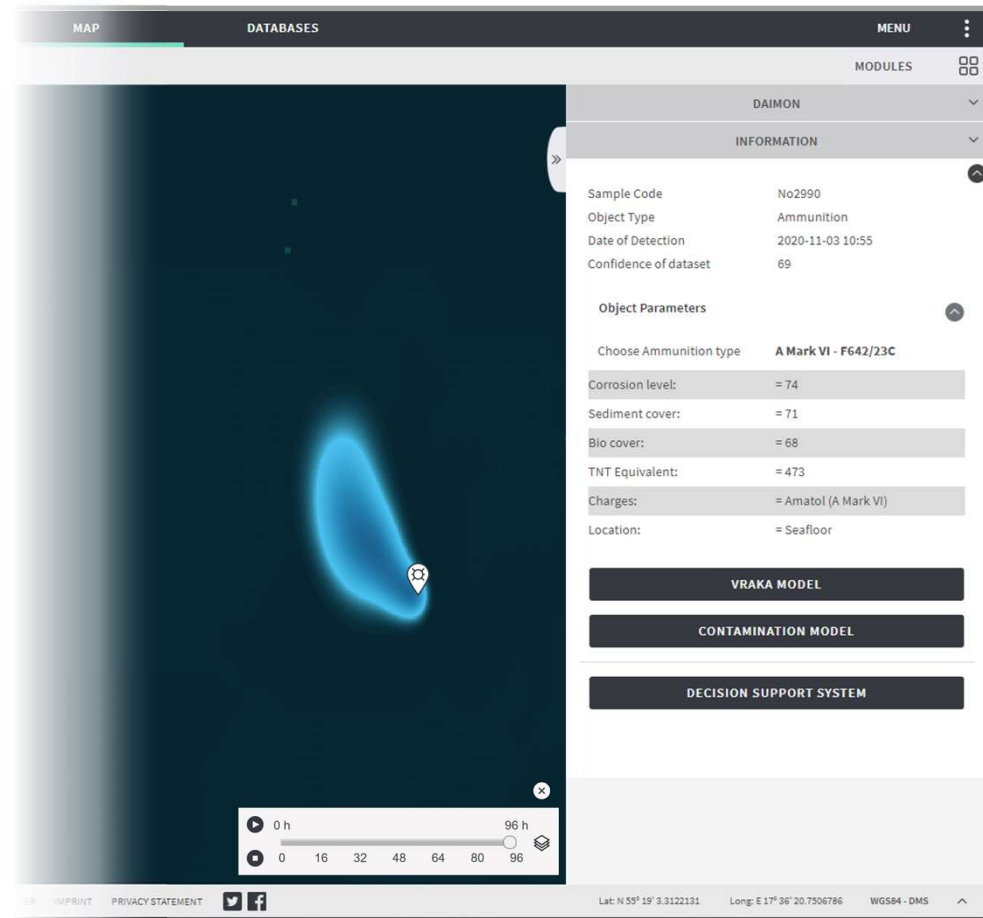 MAP DATABASES MENU
MODULES
DAIMON
INFORMATION
Sample Code No2990
Object Type Ammunition
Date of Detection 2020-11-03 10:55
Confidence of dataset 69
Object Parameters
Choose Ammunition type A Mark VI - F642/23C
Corrosion level: = 74
Sediment cover: = 71
Bio cover: = 68
TNT Equivalent: = 473
Charges: = Amatol (A Mark VI)
Location: = Seafloor
VRAKA MODEL
CONTAMINATION MODEL
DECISION SUPPORT SYSTEM
0 h 96 h
0 16 32 48 64 80 96
IMPRINT PRIVACY STATEMENT Lat: N 55° 19' 3.3122131 Long: E 17° 36' 20.7506786 WGS84 - DMS